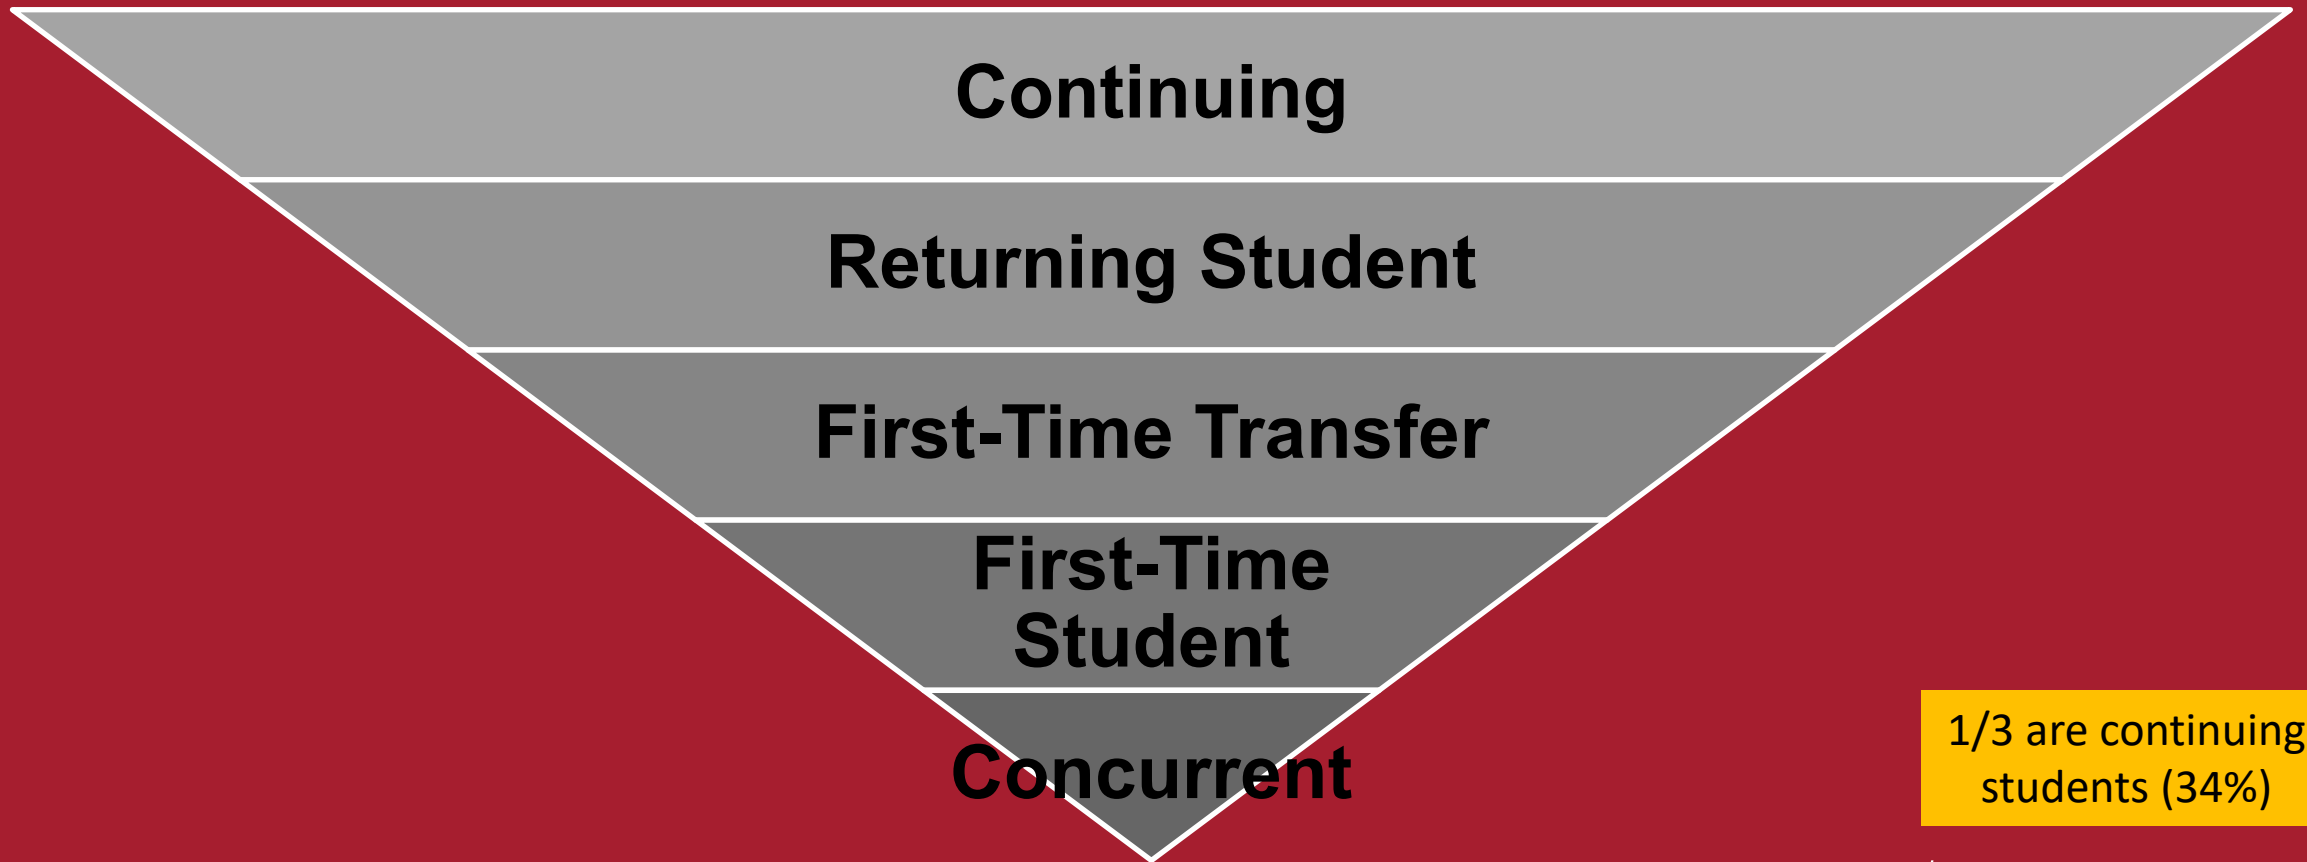 Continuing
Returning Student
First-Time Transfer
First-Time
Student
Concurrent
1/3 are continuing
students (34%)